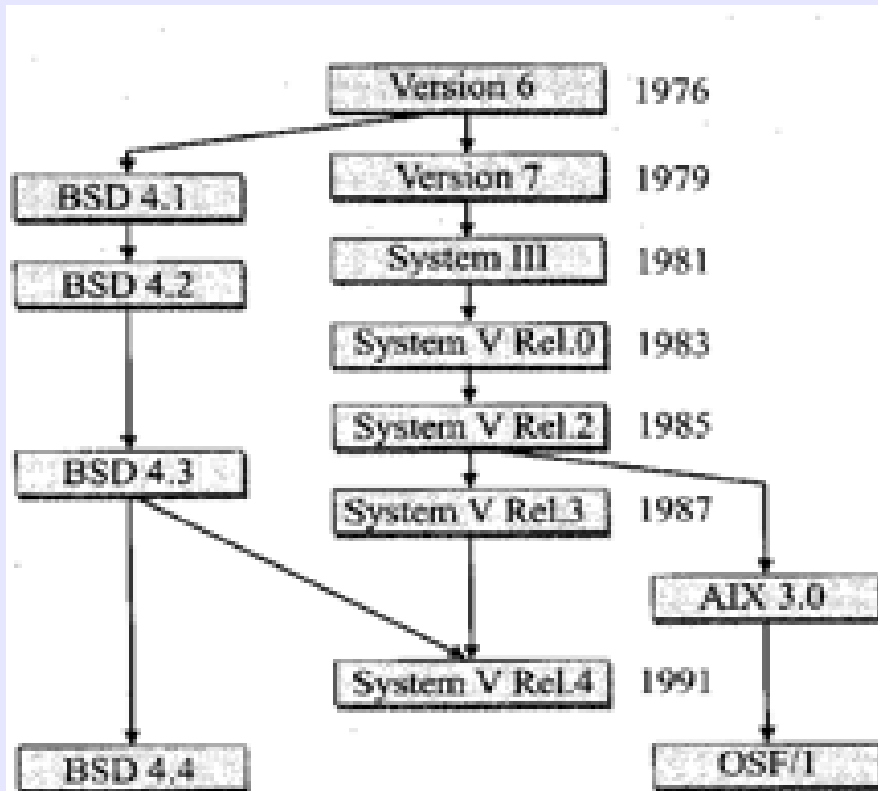 Version 6 1976
Version 7 1979
BSD 4.1
System III 1981
BSD 4.2
System V Rel.0 1983
System V Rel.2 1985
BSD 4.3
System V Rel.3 1987
AIX 3.0
System V Rel.4 1991
BSD 4.4
OSF/1